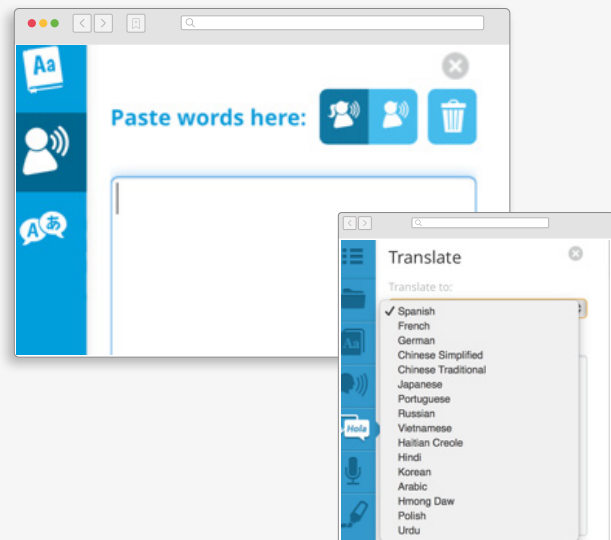 Aa
Paste words here:
A あ
Translate
Translate to:
✓ Spanish
French
German
Chinese Simplified
Chinese Traditional
Japanese
Portuguese
Russian
Vietnamese
Haitian Creole
Hindi
Korean
Arabic
Hmong Daw
Polish
Urdu
Aa
Hola